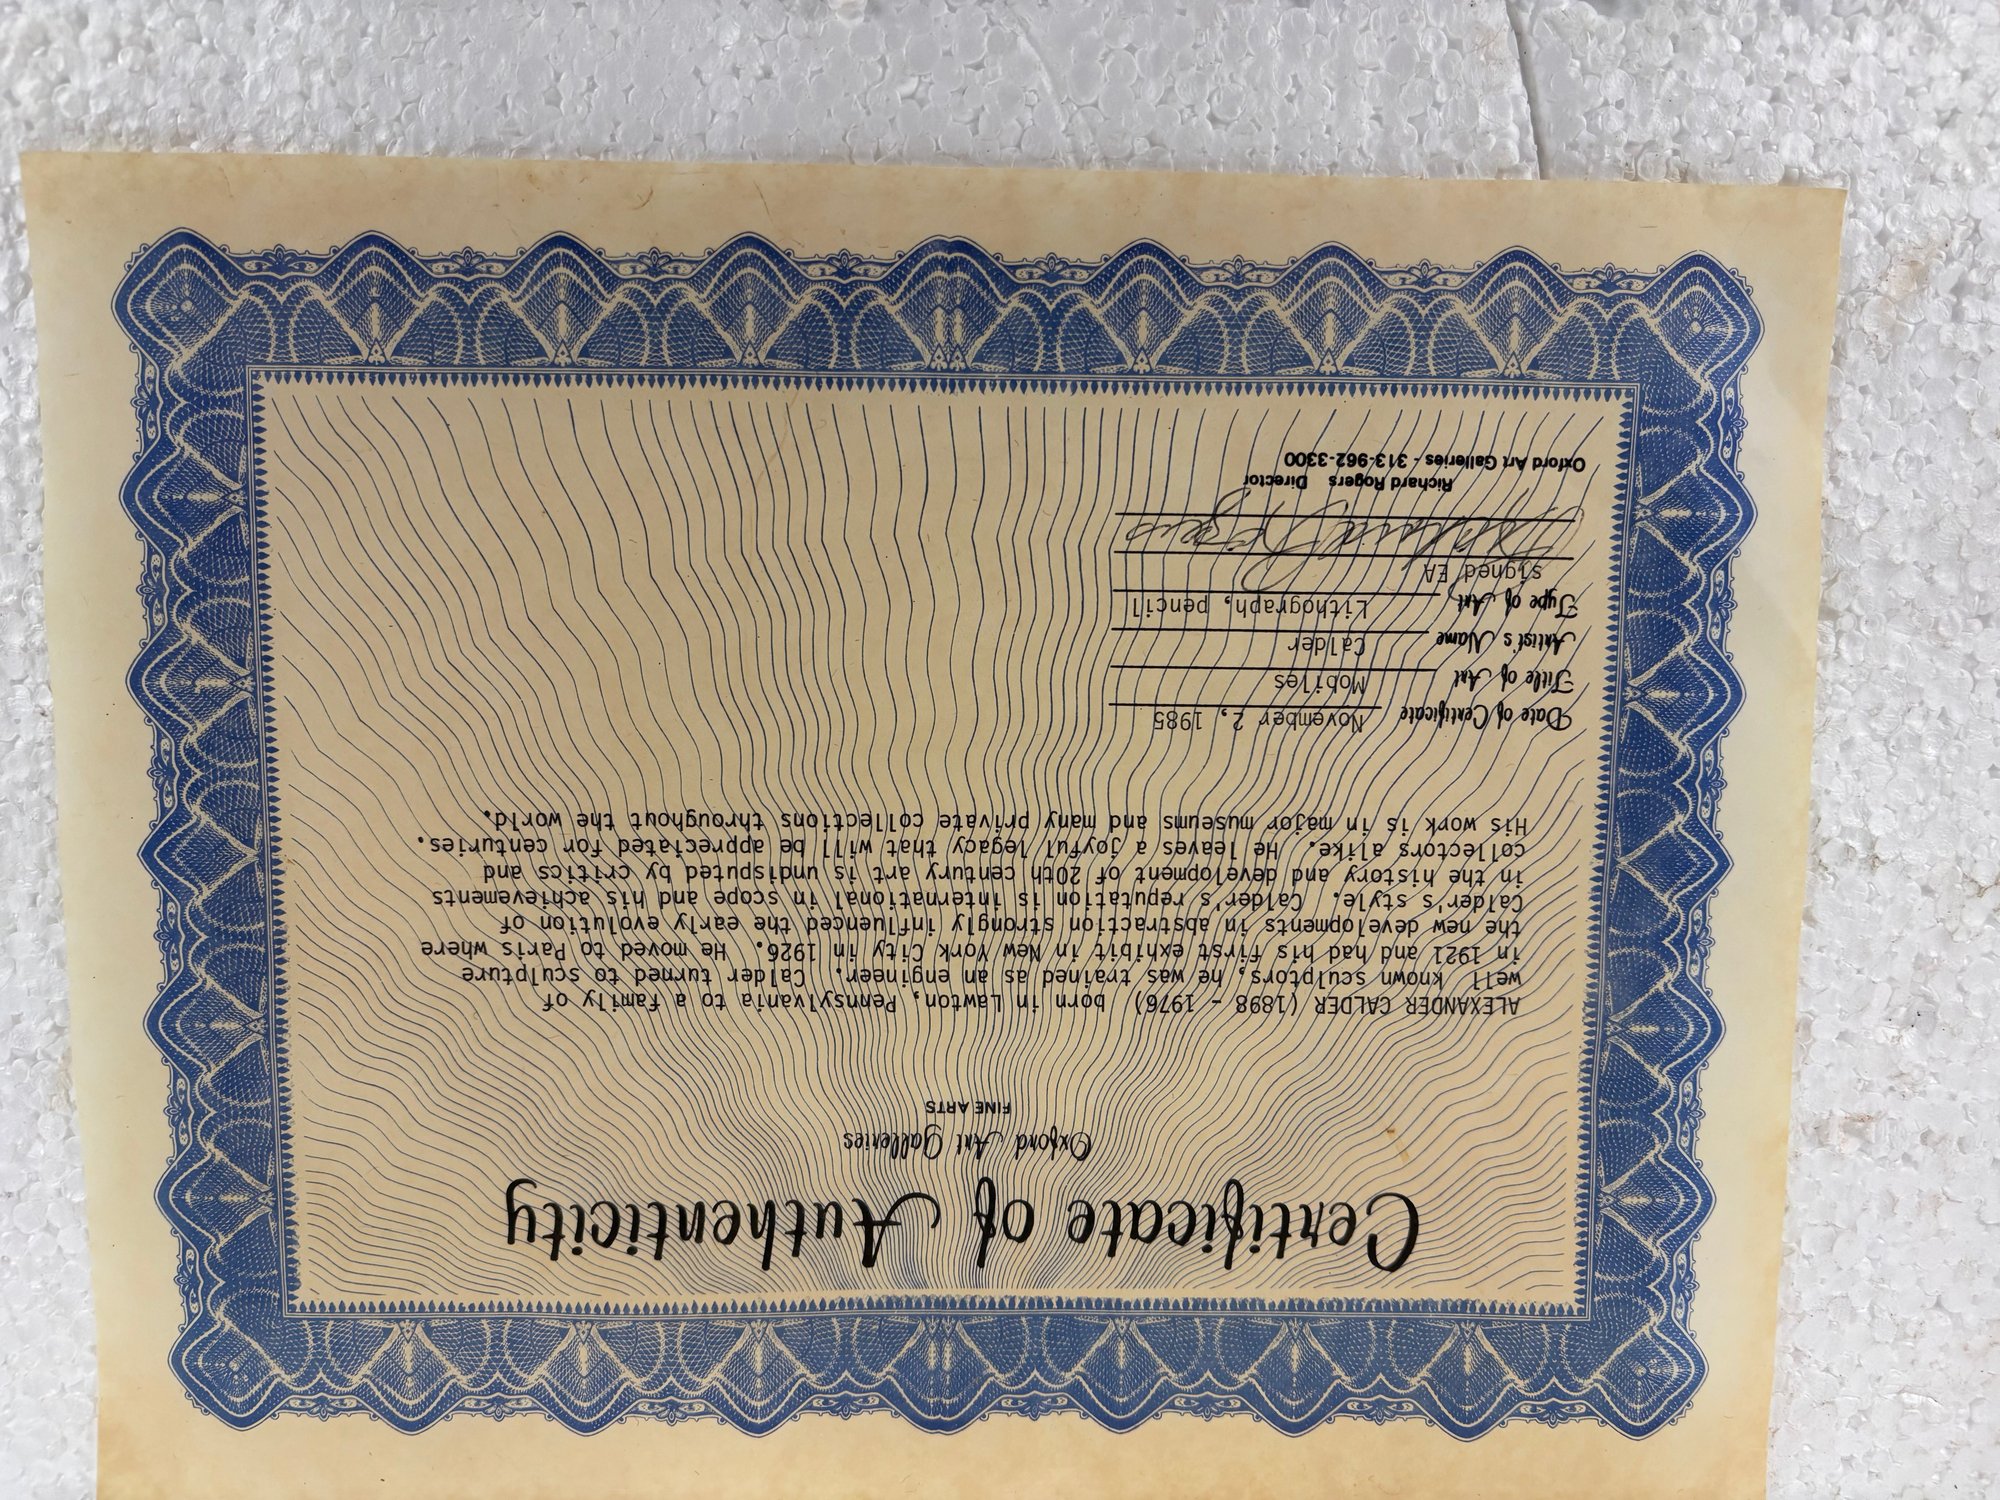 Certificate of Authenticity
Oxford Art Galleries
FINE ARTS
ALEXANDER CALDER (1898 - 1976) born in Lawton, Pennsylvania to a family of
well known sculptors, he was trained as an engineer. Calder turned to sculpture
in 1921 and had his first exhibit in New York City in 1926. He moved to Paris where
the new developments in abstraction strongly influenced the early evolution of
Calder's style. Calder's reputation is international in scope and his achievements
in the history and development of 20th century art is undisputed by critics and
collectors alike. He leaves a joyful legacy that will be appreciated for centuries.
His work is in major museums and many private collections throughout the world.
Date of Certificate November 2, 1985
Title of Art Mobiles
Artist's Name Calder
Type of Art Lithograph, pencil
signed EA
Richard Rogers
Richard Rogers Director
Oxford Art Galleries - 313-962-3300